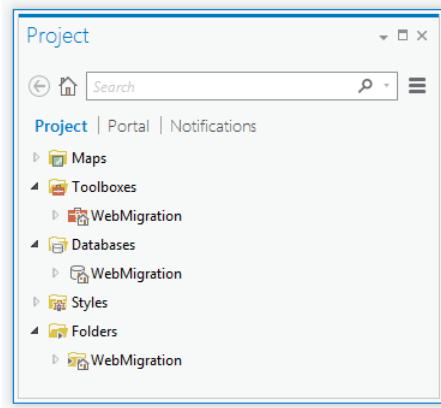 Project
Search
Project | Portal | Notifications
Maps
Toolboxes
WebMigration
Databases
WebMigration
Styles
Folders
WebMigration